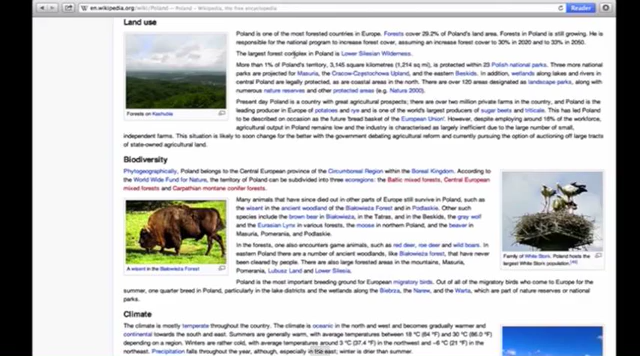 en.wikipedia.org/wiki/Poland — Poland – Wikipedia, the free encyclopedia
Reader
Land use
Poland is one of the most forested countries in Europe. Forests cover 29.2% of Poland's land area. Forests in Poland is still growing. He is
responsible for the national program to increase forest cover, assuming an increase forest cover to 30% in 2020 and to 33% in 2050.
The largest forest complex in Poland is Lower Silesian Wilderness.
More than 1% of Poland's territory, 3,145 square kilometres (1,214 sq mi), is protected within 23 Polish national parks. Three more national
parks are projected for Masuria, the Cracow-Częstochowa Upland, and the eastern Beskids. In addition, wetlands along lakes and rivers in
central Poland are legally protected, as are coastal areas in the north. There are over 120 areas designated as landscape parks, along with
numerous nature reserves and other protected areas (e.g. Natura 2000).
Forests on Kashubia
Present day Poland is a country with great agricultural prospects; there are over two million private farms in the country, and Poland is the
leading producer in Europe of potatoes and rye and is one of the world's largest producers of sugar beets and triticale. This has led Poland
to be described on occasion as the future 'bread basket of the European Union'. However, despite employing around 16% of the workforce,
agricultural output in Poland remains low and the industry is characterised as largely inefficient due to the large number of small,
independent farms. This situation is likely to soon change for the better with the government debating agricultural reform and currently pursuing the option of auctioning off large tracts
of state-owned agricultural land.
Biodiversity
Phytogeographically, Poland belongs to the Central European province of the Circumboreal Region within the Boreal Kingdom. According to
the World Wide Fund for Nature, the territory of Poland can be subdivided into three ecoregions: the Baltic mixed forests, Central European
mixed forests and Carpathian montane conifer forests.
Many animals that have since died out in other parts of Europe still survive in Poland, such as
the wisent in the ancient woodland of the Białowieża Forest and in Podlaskie. Other such
species include the brown bear in Białowieża, in the Tatras, and in the Beskids, the gray wolf
and the Eurasian Lynx in various forests, the moose in northern Poland, and the beaver in
Masuria, Pomerania, and Podlaskie.
In the forests, one also encounters game animals, such as red deer, roe deer and wild boars. In
eastern Poland there are a number of ancient woodlands, like Białowieża forest, that have never
been cleared by people. There are also large forested areas in the mountains, Masuria,
Pomerania, Lubusz Land and Lower Silesia.
A wisent in the Białowieża Forest
Family of White Stork. Poland hosts the
largest White Stork population.
Poland is the most important breeding ground for European migratory birds. Out of all of the migratory birds who come to Europe for the
summer, one quarter breed in Poland, particularly in the lake districts and the wetlands along the Biebrza, the Narew, and the Warta, which are part of nature reserves or national
parks.
Climate
The climate is mostly temperate throughout the country. The climate is oceanic in the north and west and becomes gradually warmer and
continental towards the south and east. Summers are generally warm, with average temperatures between 18 °C (64 °F) and 30 °C (86.0 °F)
depending on a region. Winters are rather cold, with average temperatures around 3 °C (37.4 °F) in the northwest and −6 °C (21 °F) in the
northeast. Precipitation falls throughout the year, although, especially in the east, winter is drier than summer.